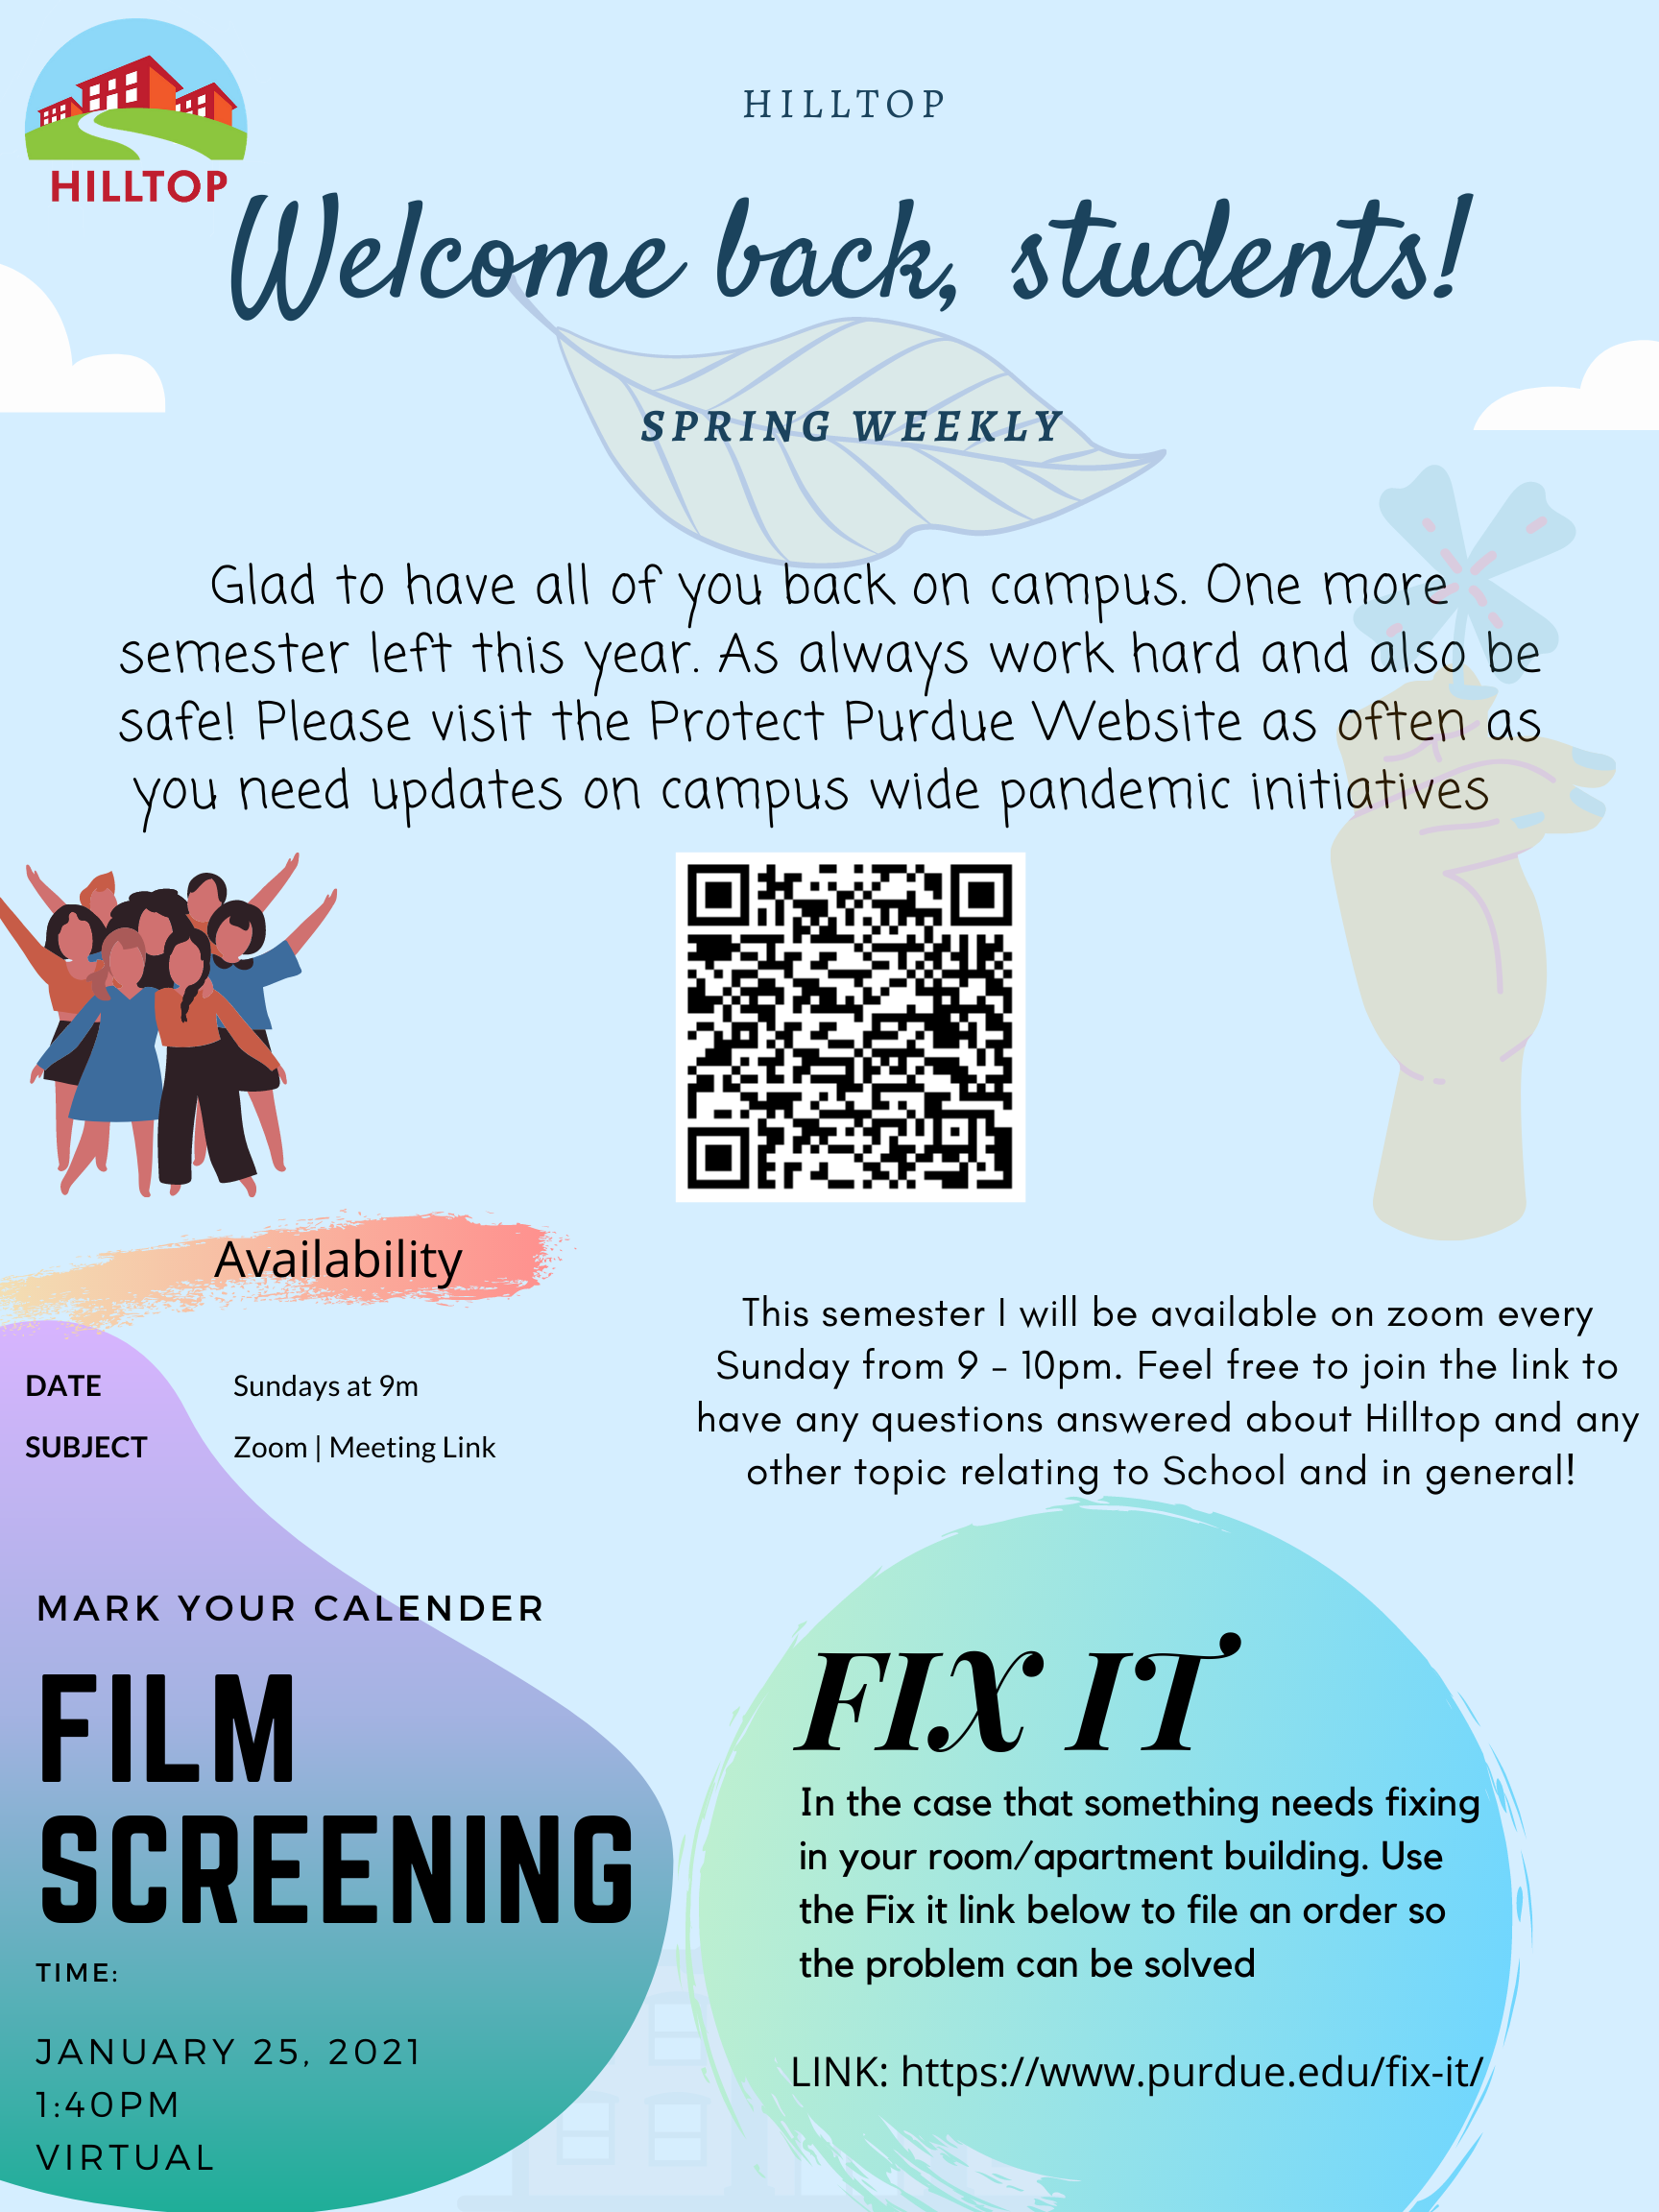 HILLTOP
HILLTOP
Welcome back, students!
SPRING WEEKLY
Glad to have all of you back on campus. One more
semester left this year. As always work hard and also be
safe! Please visit the Protect Purdue Website as often as
you need updates on campus wide pandemic initiatives
Availability
DATE Sundays at 9m
SUBJECT Zoom | Meeting Link
This semester I will be available on zoom every
Sunday from 9 - 10pm. Feel free to join the link to
have any questions answered about Hilltop and any
other topic relating to School and in general!
MARK YOUR CALENDER
FILM
SCREENING
TIME:
JANUARY 25, 2021
1:40PM
VIRTUAL
FIX IT
In the case that something needs fixing
in your room/apartment building. Use
the Fix it link below to file an order so
the problem can be solved
LINK: https://www.purdue.edu/fix-it/